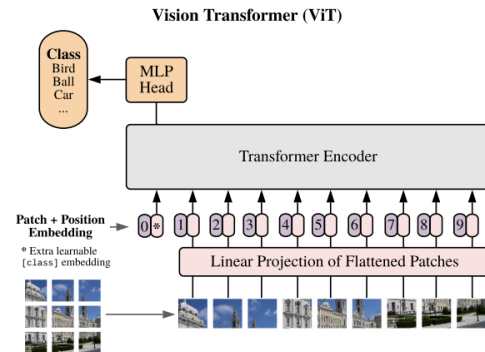 Vision Transformer (ViT)
Class
Bird
Ball
Car
...
MLP
Head
Transformer Encoder
Patch + Position
Embedding
* Extra learnable
[class] embedding
0 * 1 2 3 4 5 6 7 8 9
Linear Projection of Flattened Patches